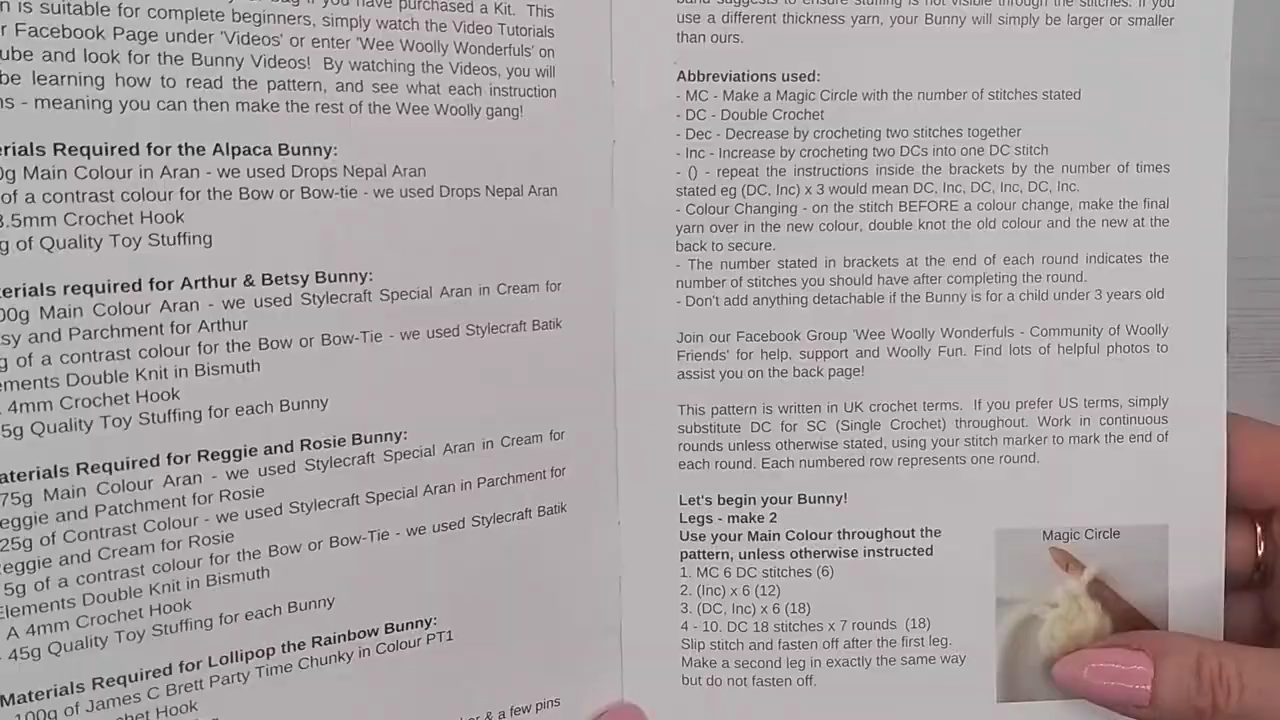 is suitable for complete beginners, simply watch the Video Tutorials
Facebook Page under 'Videos' or enter 'Wee Woolly Wonderfuls' on
and look for the Bunny Videos! By watching the Videos, you will
be learning how to read the pattern, and see what each instruction
- meaning you can then make the rest of the Wee Woolly gang!
Required for the Alpaca Bunny:
Main Colour in Aran - we used Drops Nepal Aran
of a contrast colour for the Bow or Bow-tie - we used Drops Nepal Aran
3.5mm Crochet Hook
of Quality Toy Stuffing
required for Arthur & Betsy Bunny:
Main Colour Aran - we used Stylecraft Special Aran in Cream for
and Parchment for Arthur
of a contrast colour for the Bow or Bow-Tie - we used Stylecraft Batik
Double Knit in Bismuth
4mm Crochet Hook
Quality Toy Stuffing for each Bunny
Materials Required for Reggie and Rosie Bunny:
75g Main Colour Aran - we used Stylecraft Special Aran in Cream for
Reggie and Patchment for Rosie
25g of Contrast Colour - we used Stylecraft Special Aran in Parchment for
Reggie and Cream for Rosie
5g of a contrast colour for the Bow or Bow-Tie - we used Stylecraft Batik
Elements Double Knit in Bismuth
A 4mm Crochet Hook
45g Quality Toy Stuffing for each Bunny
Materials Required for Lollipop the Rainbow Bunny:
100g of James C Brett Party Time Chunky in Colour PT1
Hook
& a few pins
band suggests to ensure stuffing is not visible through the stitches. If you
use a different thickness yarn, your Bunny will simply be larger or smaller
than ours.
Abbreviations used:
- MC - Make a Magic Circle with the number of stitches stated
- DC - Double Crochet
- Dec - Decrease by crocheting two stitches together
- Inc - Increase by crocheting two DCs into one DC stitch
- () - repeat the instructions inside the brackets by the number of times
stated eg (DC, Inc) x 3 would mean DC, Inc, DC, Inc, DC, Inc.
- Colour Changing - on the stitch BEFORE a colour change, make the final
yarn over in the new colour, double knot the old colour and the new at the
back to secure.
- The number stated in brackets at the end of each round indicates the
number of stitches you should have after completing the round.
- Don't add anything detachable if the Bunny is for a child under 3 years old
Join our Facebook Group 'Wee Woolly Wonderfuls - Community of Woolly
Friends' for help, support and Woolly Fun. Find lots of helpful photos to
assist you on the back page!
This pattern is written in UK crochet terms. If you prefer US terms, simply
substitute DC for SC (Single Crochet) throughout. Work in continuous
rounds unless otherwise stated, using your stitch marker to mark the end of
each round. Each numbered row represents one round.
Let's begin your Bunny!
Legs - make 2
Use your Main Colour throughout the
pattern, unless otherwise instructed
1. MC 6 DC stitches (6)
2. (Inc) x 6 (12)
3. (DC, Inc) x 6 (18)
4 - 10. DC 18 stitches x 7 rounds (18)
Slip stitch and fasten off after the first leg.
Make a second leg in exactly the same way
but do not fasten off.
Magic Circle